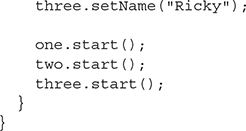 three.setName("Ricky");
one.start();
two.start();
three.start();
}
}